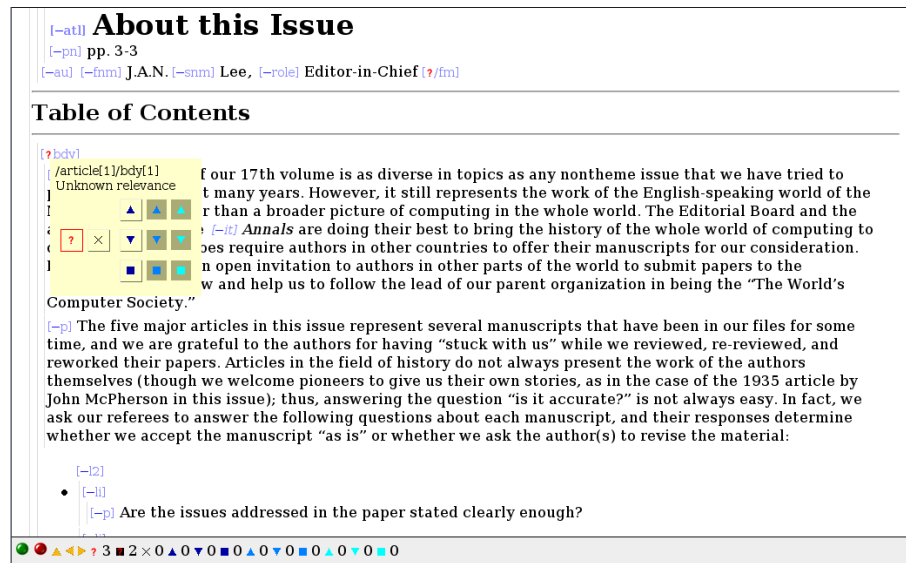 [–atl] About this Issue
[–pn] pp. 3-3
[–au] [–fnm] J.A.N. [–snm] Lee, [–role] Editor-in-Chief [?/fm]
Table of Contents
[?bdy]
/article[1]/bdy[1]
Unknown relevance
f our 17th volume is as diverse in topics as any nontheme issue that we have tried to
t many years. However, it still represents the work of the English-speaking world of the
r than a broader picture of computing in the whole world. The Editorial Board and the
[–it] Annals are doing their best to bring the history of the whole world of computing to
? × oes require authors in other countries to offer their manuscripts for our consideration.
n open invitation to authors in other parts of the world to submit papers to the
w and help us to follow the lead of our parent organization in being the “The World’s
Computer Society.”
[–p] The five major articles in this issue represent several manuscripts that have been in our files for some
time, and we are grateful to the authors for having “stuck with us” while we reviewed, re-reviewed, and
reworked their papers. Articles in the field of history do not always present the work of the authors
themselves (though we welcome pioneers to give us their own stories, as in the case of the 1935 article by
John McPherson in this issue); thus, answering the question “is it accurate?” is not always easy. In fact, we
ask our referees to answer the following questions about each manuscript, and their responses determine
whether we accept the manuscript “as is” or whether we ask the author(s) to revise the material:
[–l2]
• [–li]
[–p] Are the issues addressed in the paper stated clearly enough?
? 3 ? 2 × 0 ▲ 0 ▼ 0 ■ 0 ▲ 0 ▼ 0 ■ 0 ▲ 0 ▼ 0 ■ 0